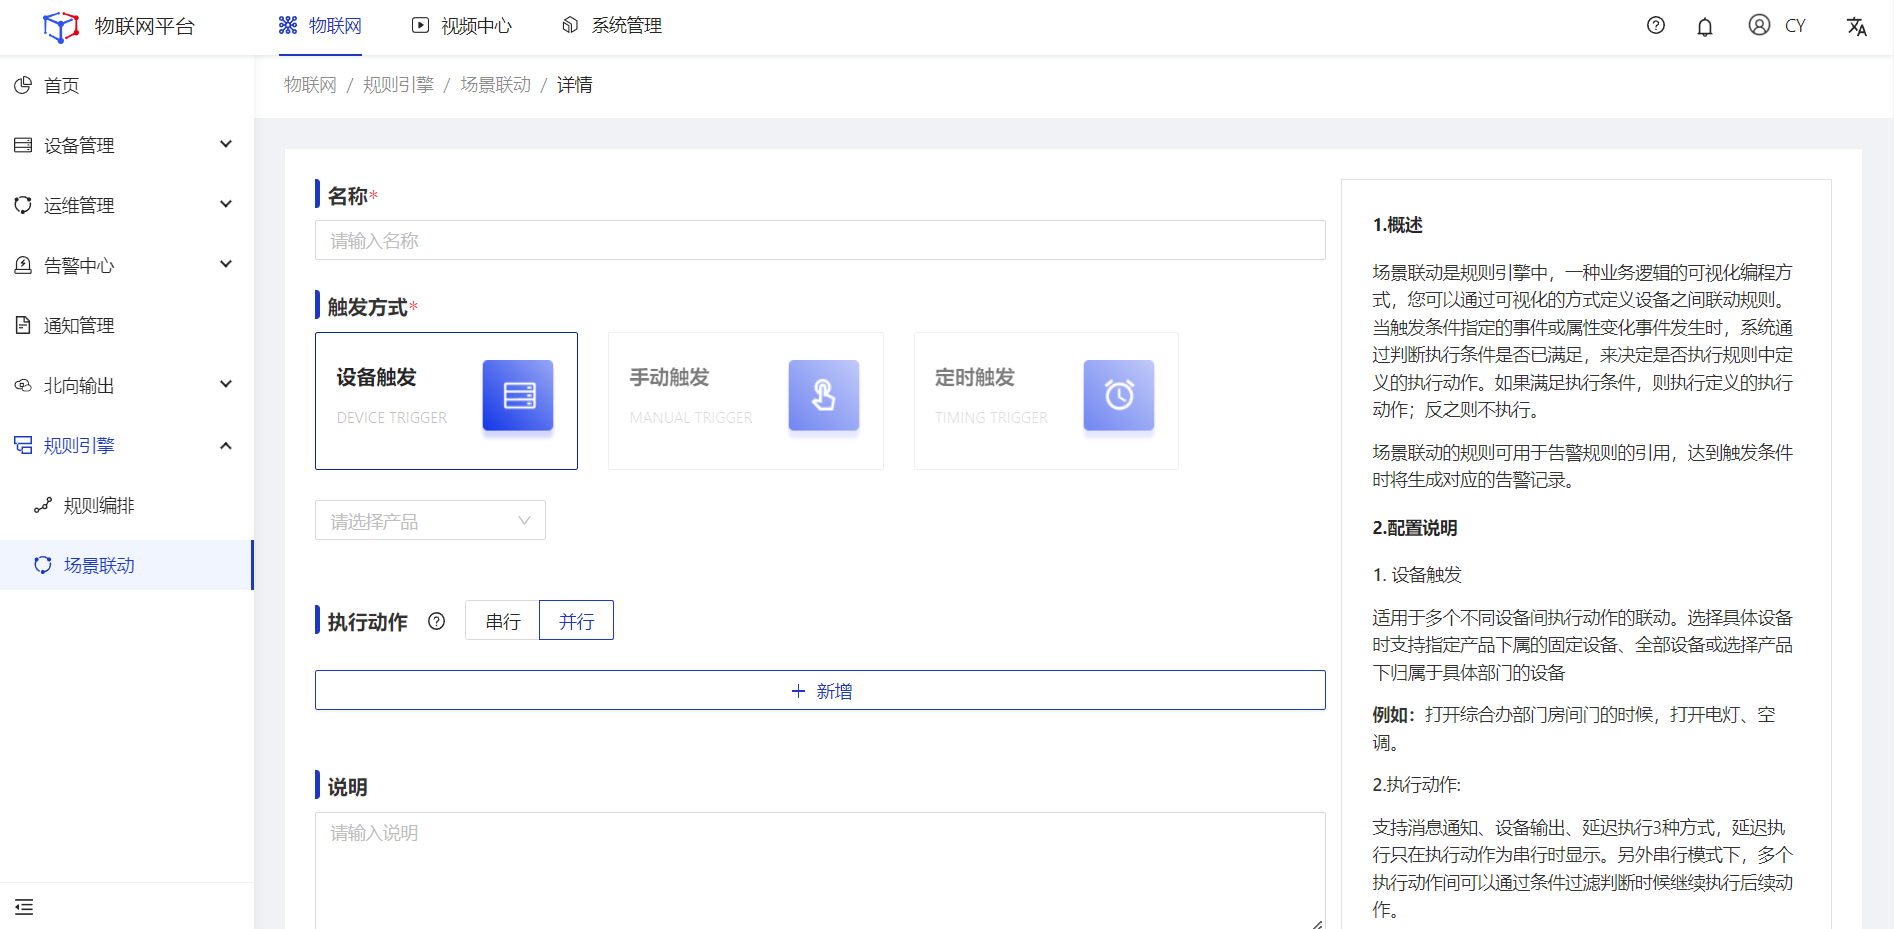 物联网平台
物联网
视频中心
系统管理
CY
首页
设备管理
运维管理
告警中心
通知管理
北向输出
规则引擎
规则编排
场景联动
物联网 / 规则引擎 / 场景联动 / 详情
名称*
请输入名称
触发方式*
设备触发
DEVICE TRIGGER
手动触发
MANUAL TRIGGER
定时触发
TIMING TRIGGER
请选择产品
执行动作
串行
并行
+ 新增
说明
请输入说明
1.概述
场景联动是规则引擎中，一种业务逻辑的可视化编程方
式，您可以通过可视化的方式定义设备之间联动规则。
当触发条件指定的事件或属性变化事件发生时，系统通
过判断执行条件是否已满足，来决定是否执行规则中定
义的执行动作。如果满足执行条件，则执行定义的执行
动作；反之则不执行。
场景联动的规则可用于告警规则的引用，达到触发条件
时将生成对应的告警记录。
2.配置说明
1. 设备触发
适用于多个不同设备间执行动作的联动。选择具体设备
时支持指定产品下属的固定设备、全部设备或选择产品
下归属于具体部门的设备
例如：打开综合办部门房间门的时候，打开电灯、空
调。
2.执行动作:
支持消息通知、设备输出、延迟执行3种方式，延迟执
行只在执行动作为串行时显示。另外串行模式下，多个
执行动作间可以通过条件过滤判断时候继续执行后续动
作。